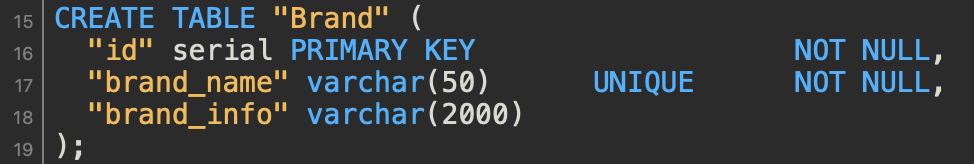 15 CREATE TABLE "Brand" (
16 "id" serial PRIMARY KEY NOT NULL,
17 "brand_name" varchar(50) UNIQUE NOT NULL,
18 "brand_info" varchar(2000)
19 );